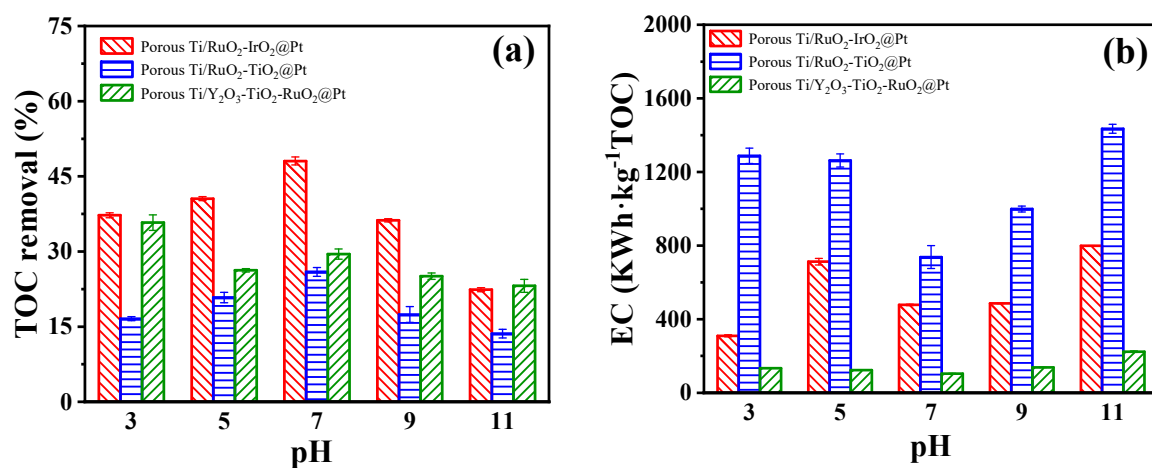 75
60
45
30
15
0
TOC removal (%)
Porous Ti/RuO₂-IrO₂@Pt
Porous Ti/RuO₂-TiO₂@Pt
Porous Ti/Y₂O₃-TiO₂-RuO₂@Pt
(a)
3 5 7 9 11
pH
2000
1600
1200
800
400
0
EC (KWh·kg⁻¹TOC)
Porous Ti/RuO₂-IrO₂@Pt
Porous Ti/RuO₂-TiO₂@Pt
Porous Ti/Y₂O₃-TiO₂-RuO₂@Pt
(b)
3 5 7 9 11
pH